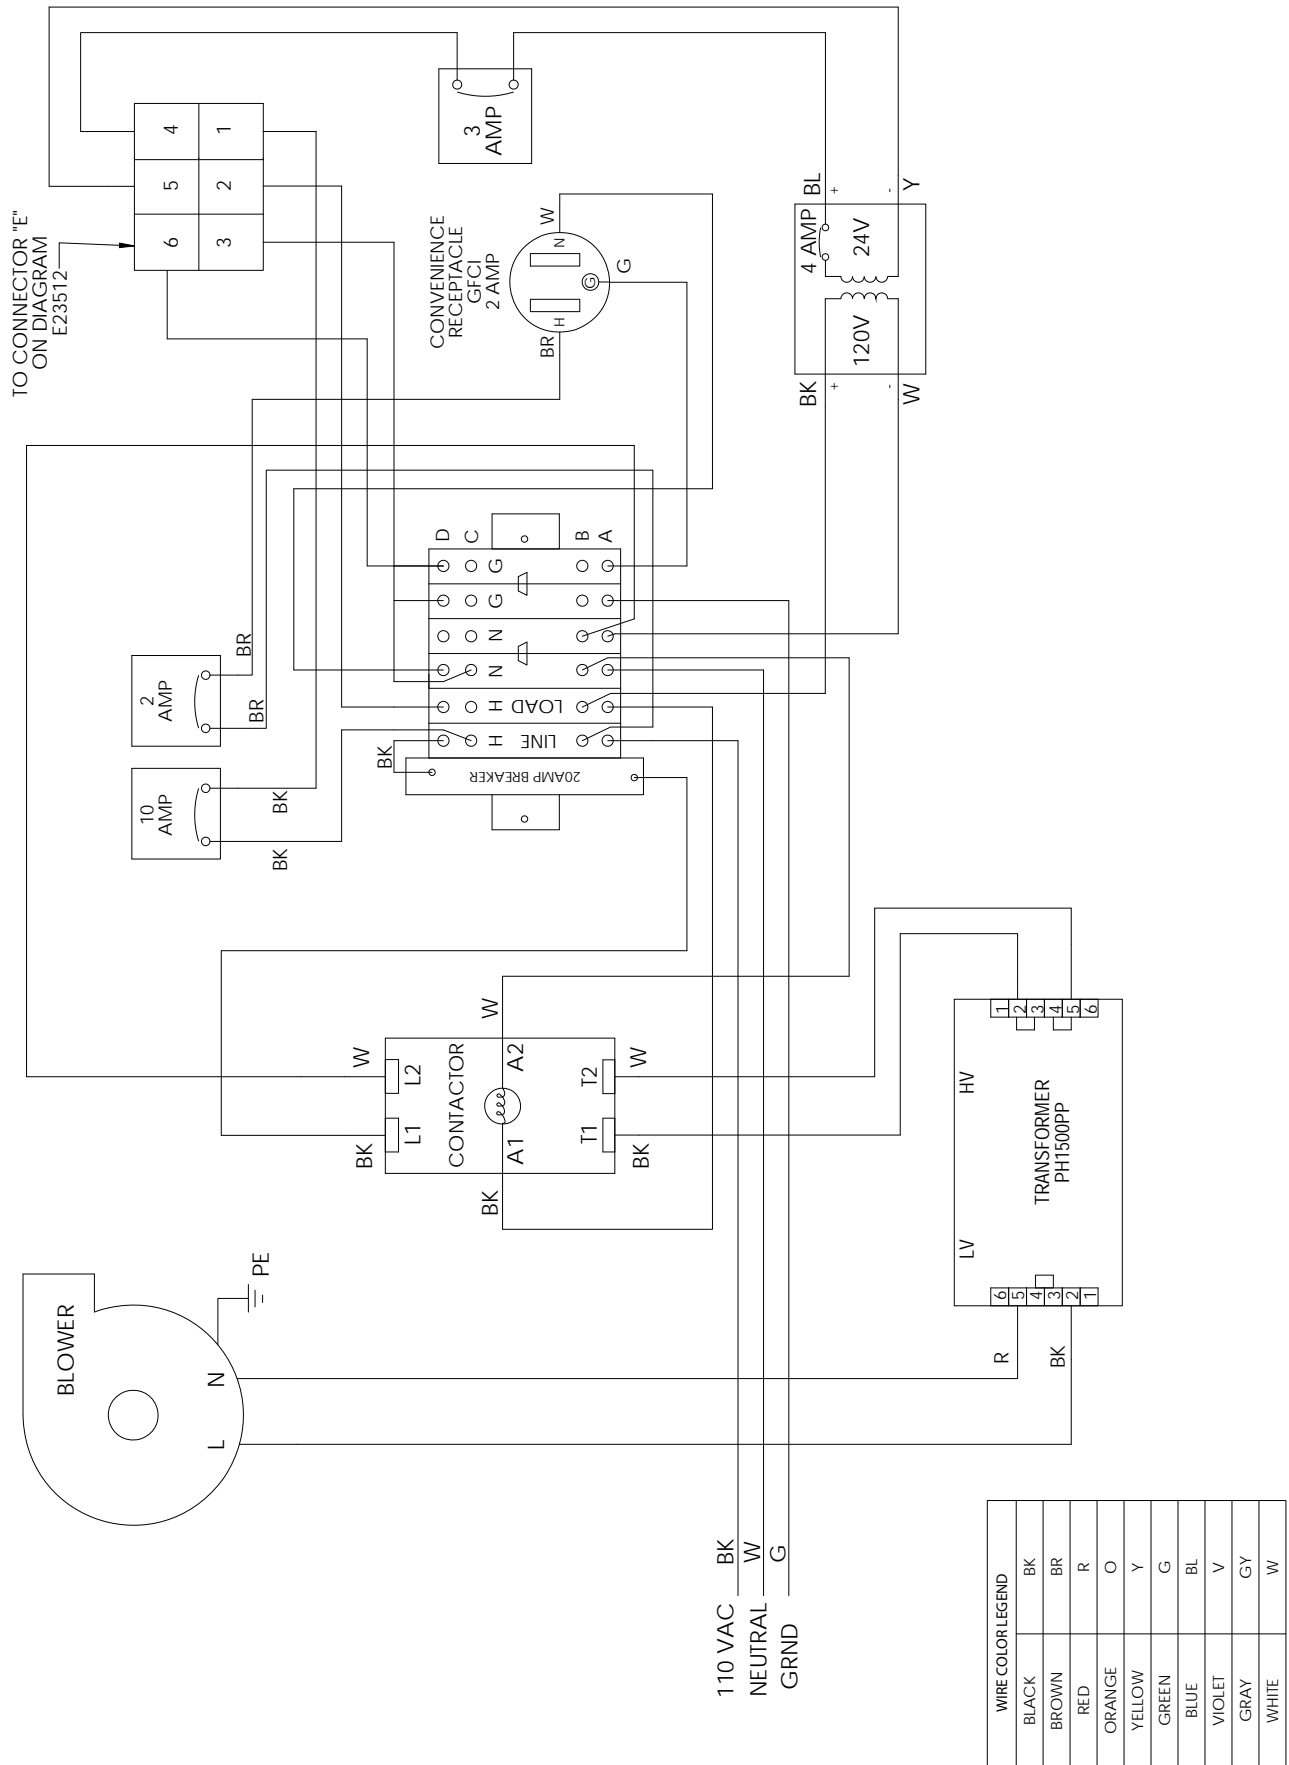 TO CONNECTOR "E"
ON DIAGRAM
E23512
4
1
5
2
6
3
3
AMP
CONVENIENCE
RECEPTACLE
GFCI
2 AMP
W
N
G
G
H
BR
4 AMP
BL
+
-
Y
24V
120V
BK
+
-
W
2
AMP
BR
BR
10
AMP
BK
BK
D
C
B
A
G
G
N
N
H
LOAD
H
LINE
BK
20AMP BREAKER
W
L2
BK
L1
CONTACTOR
W
A2
A1
BK
T2
W
T1
BK
HV
1
2
3
4
5
6
TRANSFORMER
PH1500PP
LV
6
5
4
3
2
1
R
BK
BLOWER
PE
N
L
110 VAC
BK
NEUTRAL
W
GRND
G
WIRE COLOR LEGEND
BLACK BK
BROWN BR
RED R
ORANGE O
YELLOW Y
GREEN G
BLUE BL
VIOLET V
GRAY GY
WHITE W